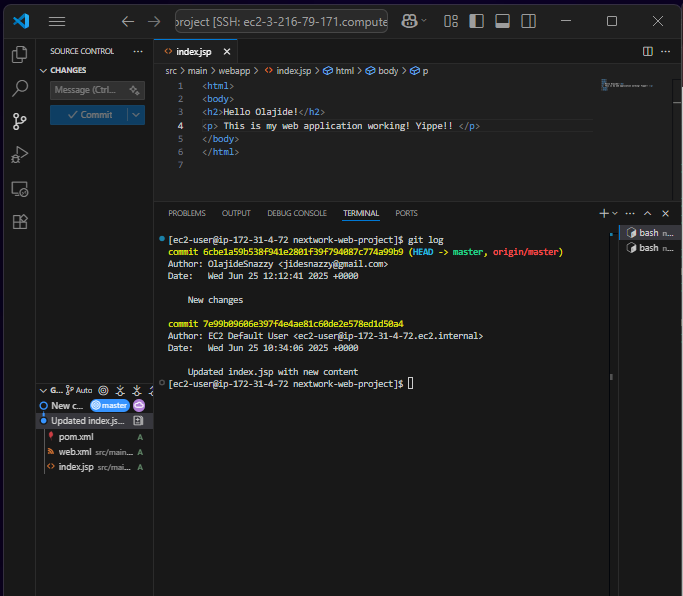 project [SSH: ec2-3-216-79-171.compute
SOURCE CONTROL
CHANGES
Message (Ctrl...
Commit
index.jsp
src > main > webapp > index.jsp > html > body > p
1 <html>
2 <body>
3 <h2>Hello Olajide!</h2>
4 <p> This is my web application working! Yippe!! </p>
5 </body>
6 </html>
7
PROBLEMS OUTPUT DEBUG CONSOLE TERMINAL PORTS
[ec2-user@ip-172-31-4-72 nextwork-web-project]$ git log
commit 6cbe1a59b538f941e2801f39f794087c774a99b9 (HEAD -> master, origin/master)
Author: OlajideSnazzy <jidesnazzy@gmail.com>
Date: Wed Jun 25 12:12:41 2025 +0000
New changes
commit 7e99b09606e397f4e4ae81c60de2e578ed1d50a4
Author: EC2 Default User <ec2-user@ip-172-31-4-72.ec2.internal>
Date: Wed Jun 25 10:34:06 2025 +0000
Updated index.jsp with new content
[ec2-user@ip-172-31-4-72 nextwork-web-project]$
bash n...
bash n...
G... Auto
New c... master
Updated index.js...
pom.xml A
web.xml src/main... A
index.jsp src/ma... A